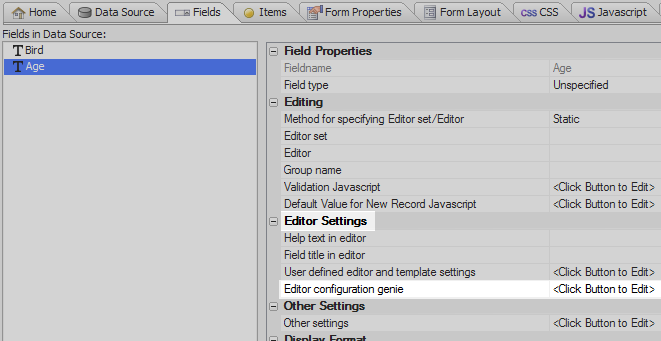 Home Data Source Fields Items Form Properties Form Layout CSS CSS JS Javascript
Fields in Data Source:
T Bird
T Age
Field Properties
Fieldname Age
Field type Unspecified
Editing
Method for specifying Editor set/Editor Static
Editor set
Editor
Group name
Validation Javascript <Click Button to Edit>
Default Value for New Record Javascript <Click Button to Edit>
Editor Settings
Help text in editor
Field title in editor
User defined editor and template settings <Click Button to Edit>
Editor configuration genie <Click Button to Edit>
Other Settings
Other settings <Click Button to Edit>
Display Format